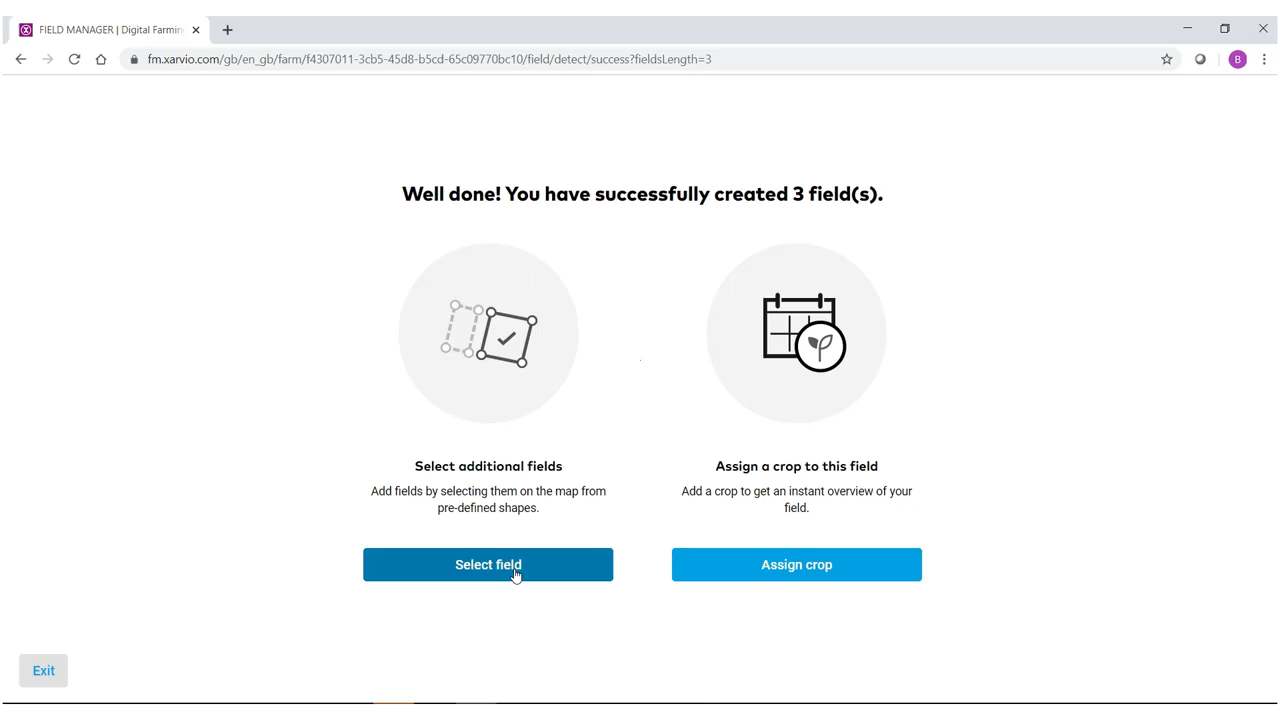 FIELD MANAGER | Digital Farmin
fm.xarvio.com/gb/en_gb/farm/f4307011-3cb5-45d8-b5cd-65c09770bc10/field/detect/success?fieldsLength=3
B
Well done! You have successfully created 3 field(s).
Select additional fields
Add fields by selecting them on the map from
pre-defined shapes.
Select field
Assign a crop to this field
Add a crop to get an instant overview of your
field.
Assign crop
Exit